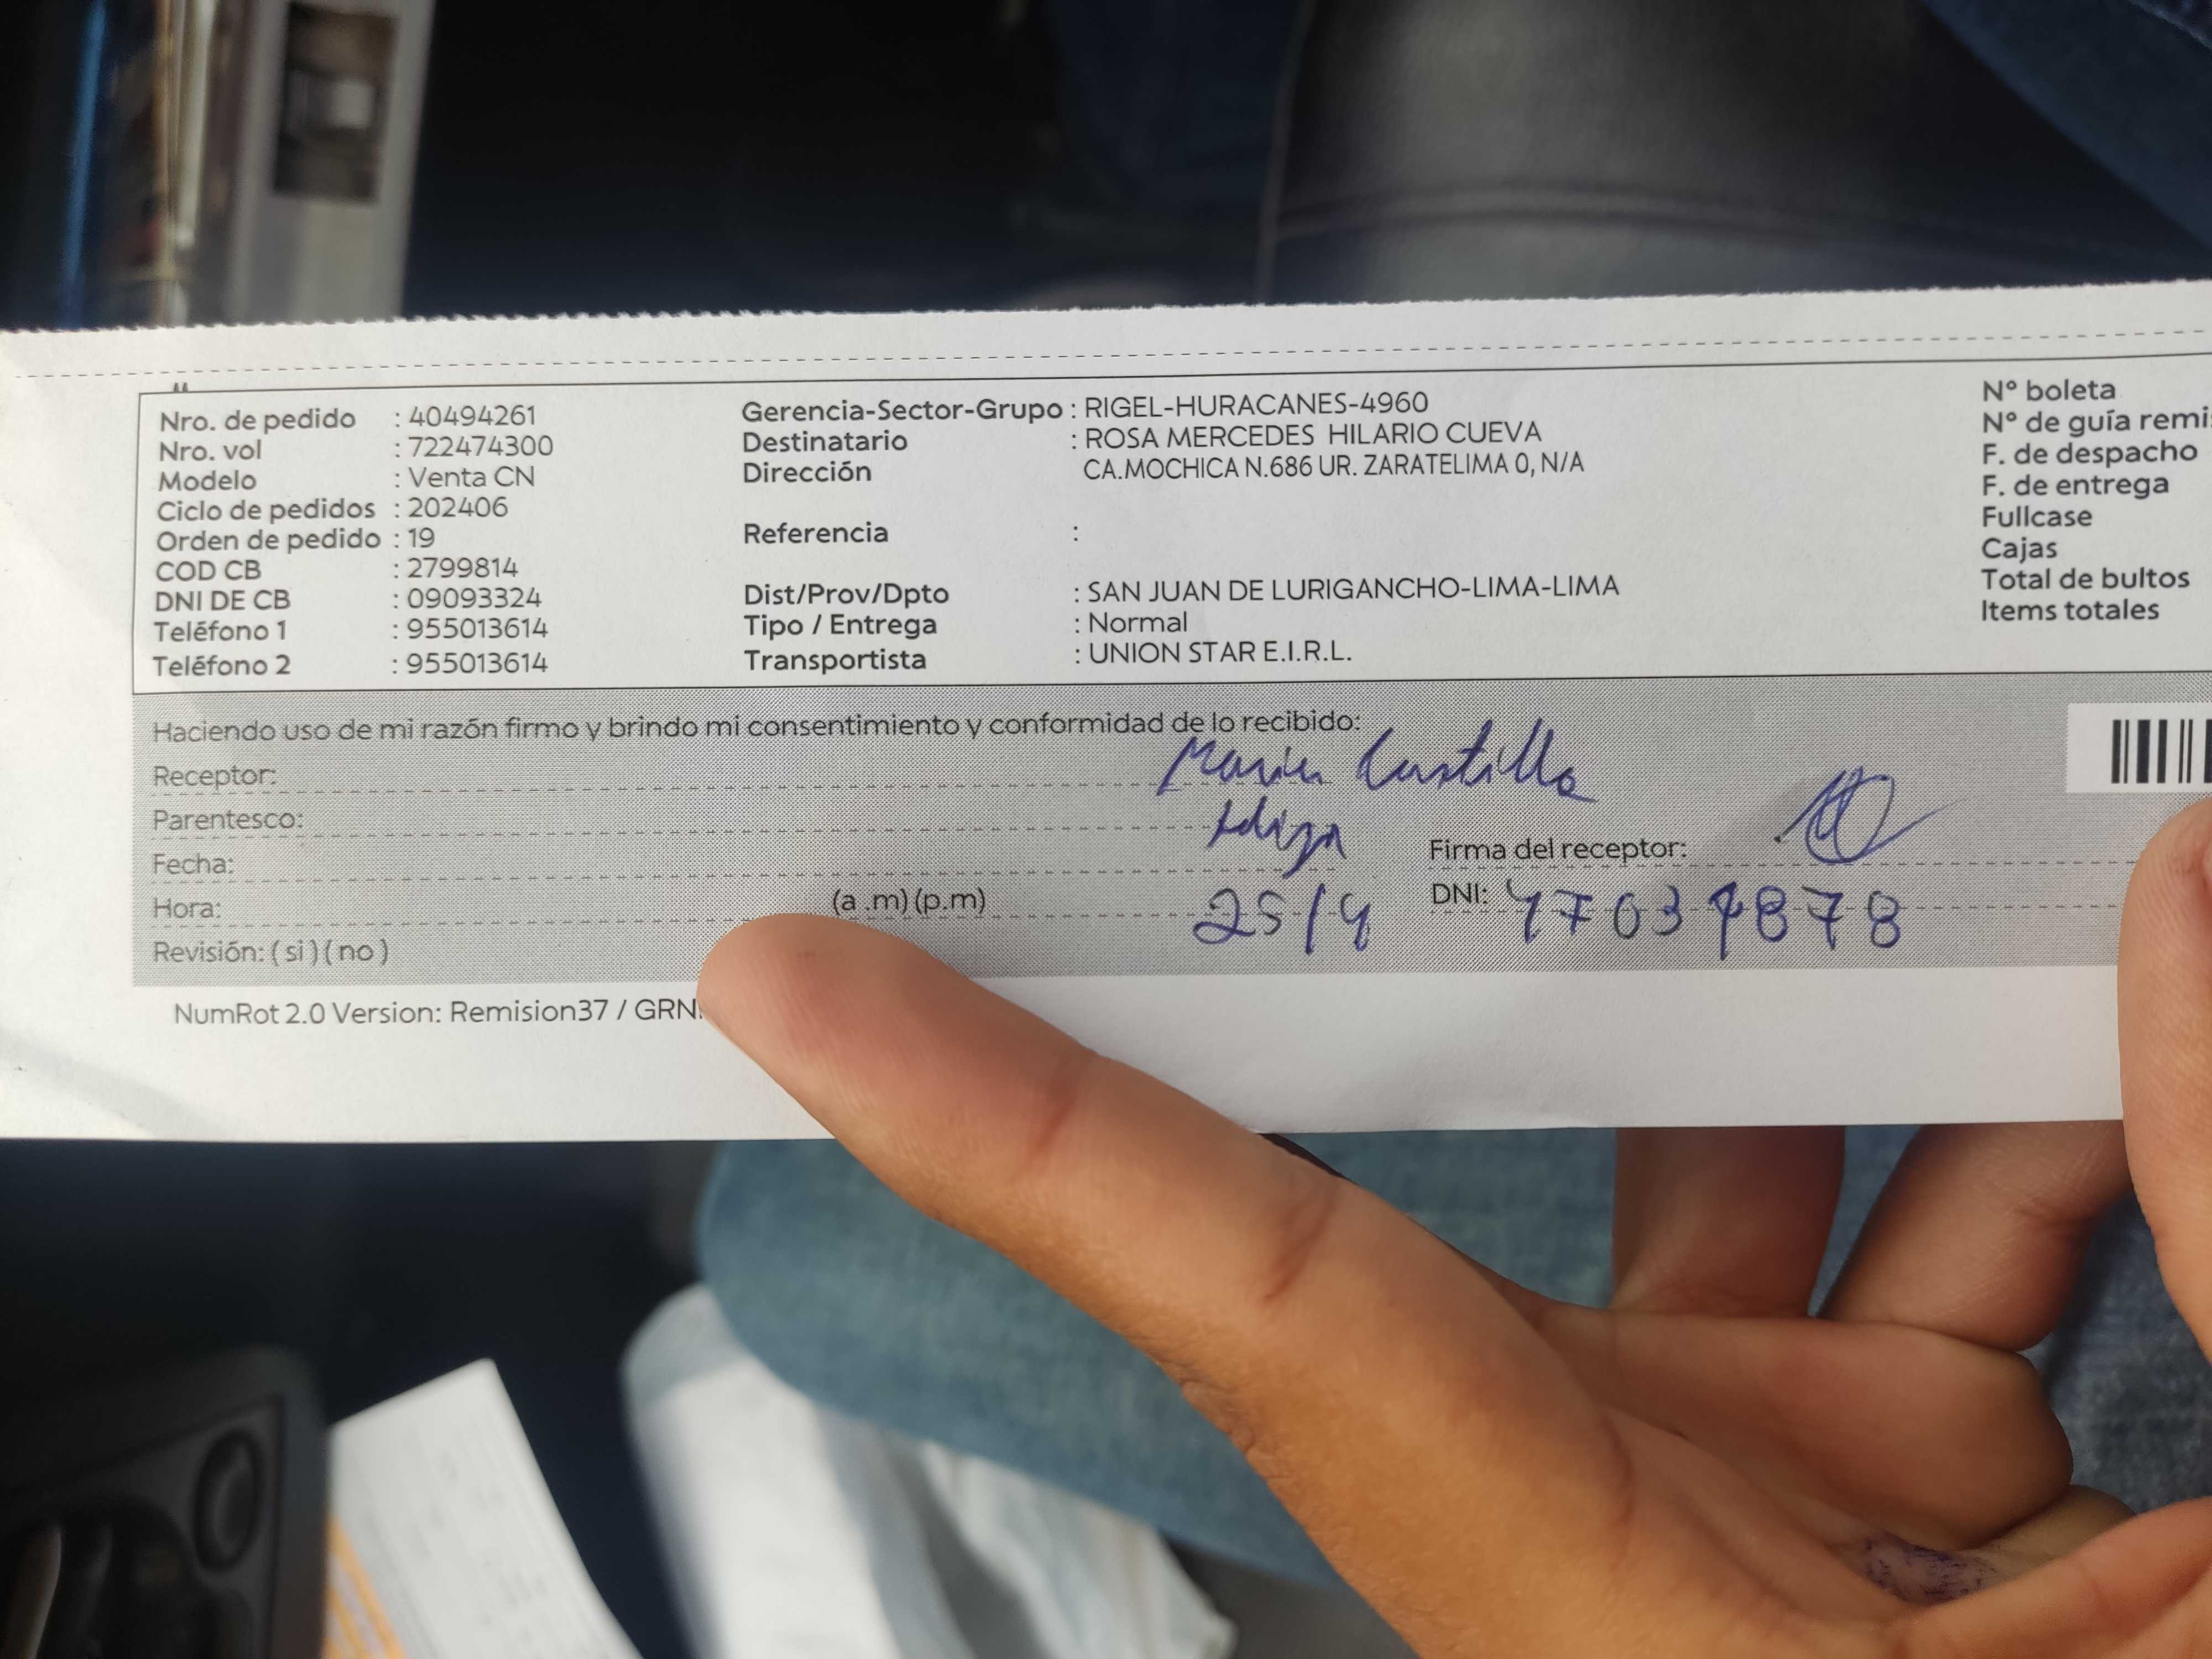 Nro. de pedido : 40494261
Nro. vol : 722474300
Modelo : Venta CN
Ciclo de pedidos : 202406
Orden de pedido : 19
COD CB : 2799814
DNI DE CB : 09093324
Teléfono 1 : 955013614
Teléfono 2 : 955013614
Gerencia-Sector-Grupo : RIGEL-HURACANES-4960
Destinatario : ROSA MERCEDES HILARIO CUEVA
Dirección CA.MOCHICA N.686 UR. ZARATELIMA 0, N/A
Referencia :
Dist/Prov/Dpto : SAN JUAN DE LURIGANCHO-LIMA-LIMA
Tipo / Entrega : Normal
Transportista : UNION STAR E.I.R.L.
Nº boleta
Nº de guía remi
F. de despacho
F. de entrega
Fullcase
Cajas
Total de bultos
Items totales
Haciendo uso de mi razón firmo y brindo mi consentimiento y conformidad de lo recibido:
Receptor: Castillo
Parentesco:
Fecha:
Firma del receptor:
Hora: (a .m) (p.m) 25/4
DNI:
Revisión: ( si ) ( no )
NumRot 2.0 Version: Remision37 / GRN